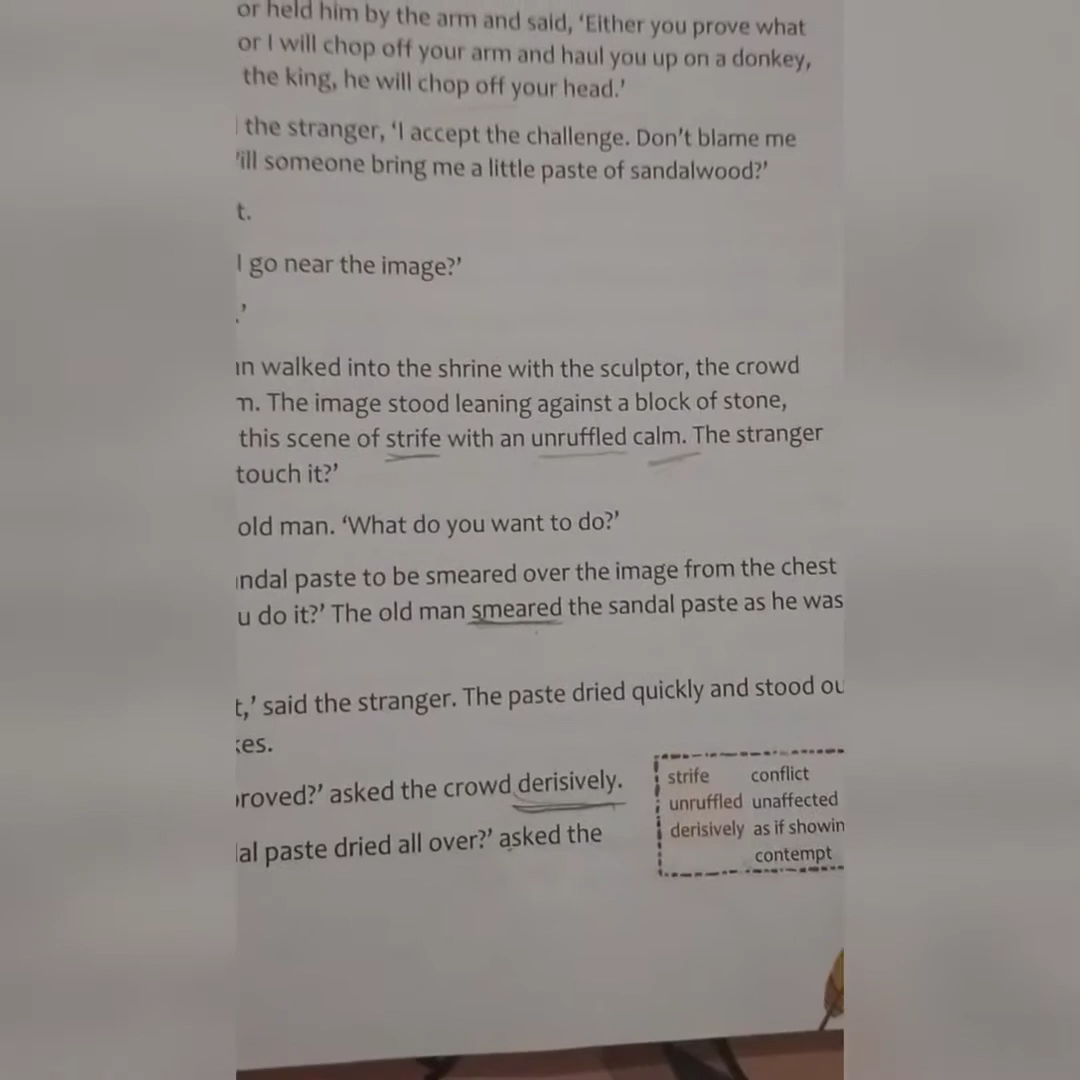 or held him by the arm and said, ‘Either you prove what
or I will chop off your arm and haul you up on a donkey,
the king, he will chop off your head.’
the stranger, ‘I accept the challenge. Don’t blame me
’ill someone bring me a little paste of sandalwood?’
t.
I go near the image?’
.’
walked into the shrine with the sculptor, the crowd
The image stood leaning against a block of stone,
this scene of strife with an unruffled calm. The stranger
touch it?’
old man. ‘What do you want to do?’
ndal paste to be smeared over the image from the chest
u do it?’ The old man smeared the sandal paste as he was
t,’ said the stranger. The paste dried quickly and stood ou
kes.
roved?’ asked the crowd derisively.
lal paste dried all over?’ asked the
strife conflict
unruffled unaffected
derisively as if showin
contempt